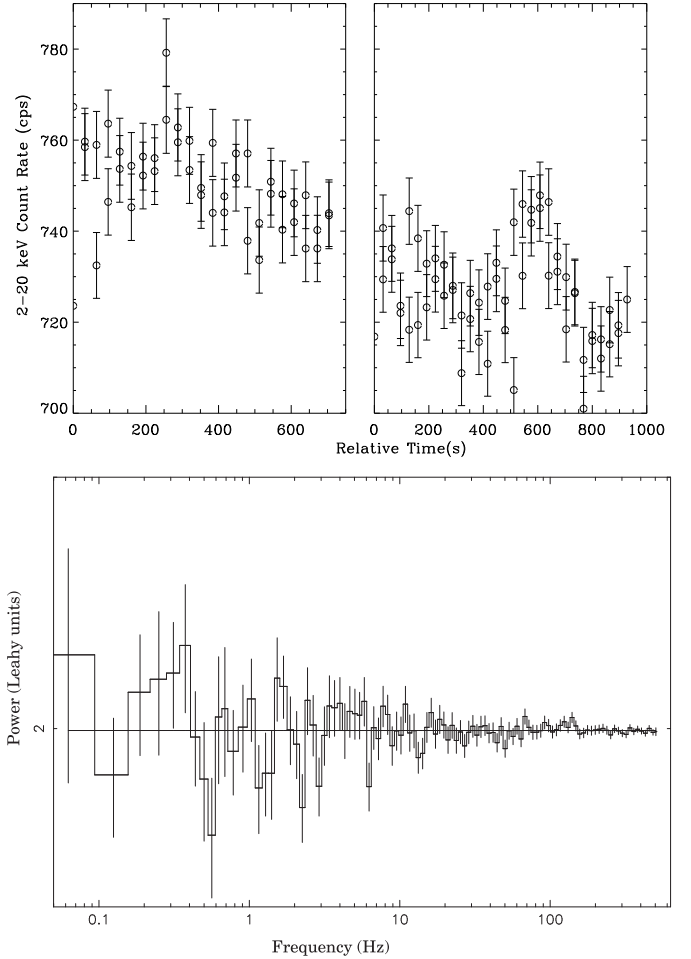 2−20 keV Count Rate (cps)
780
760
740
720
700
0 200 400 600
0 200 400 600 800 1000
Relative Time(s)
Power (Leahy units)
2
0.1 1 10 100
Frequency (Hz)